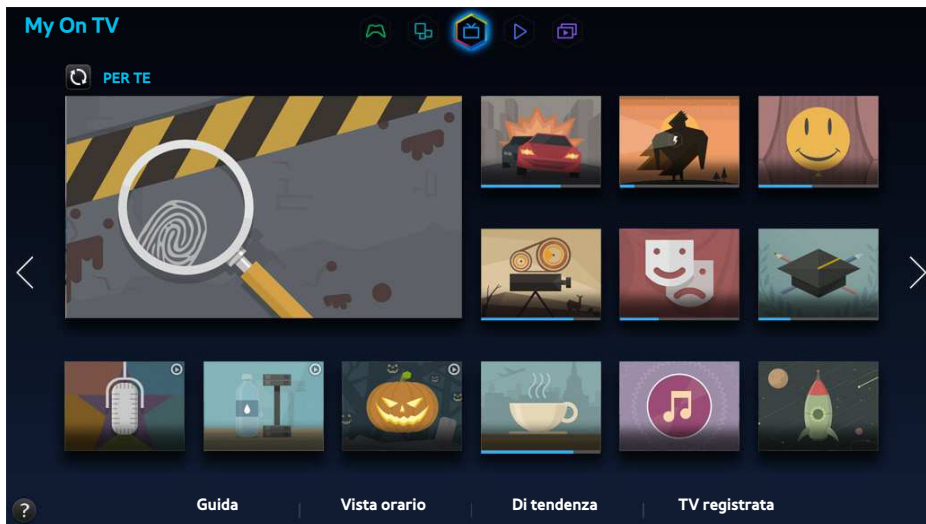 My On TV
PER TE
?
Guida
Vista orario
Di tendenza
TV registrata